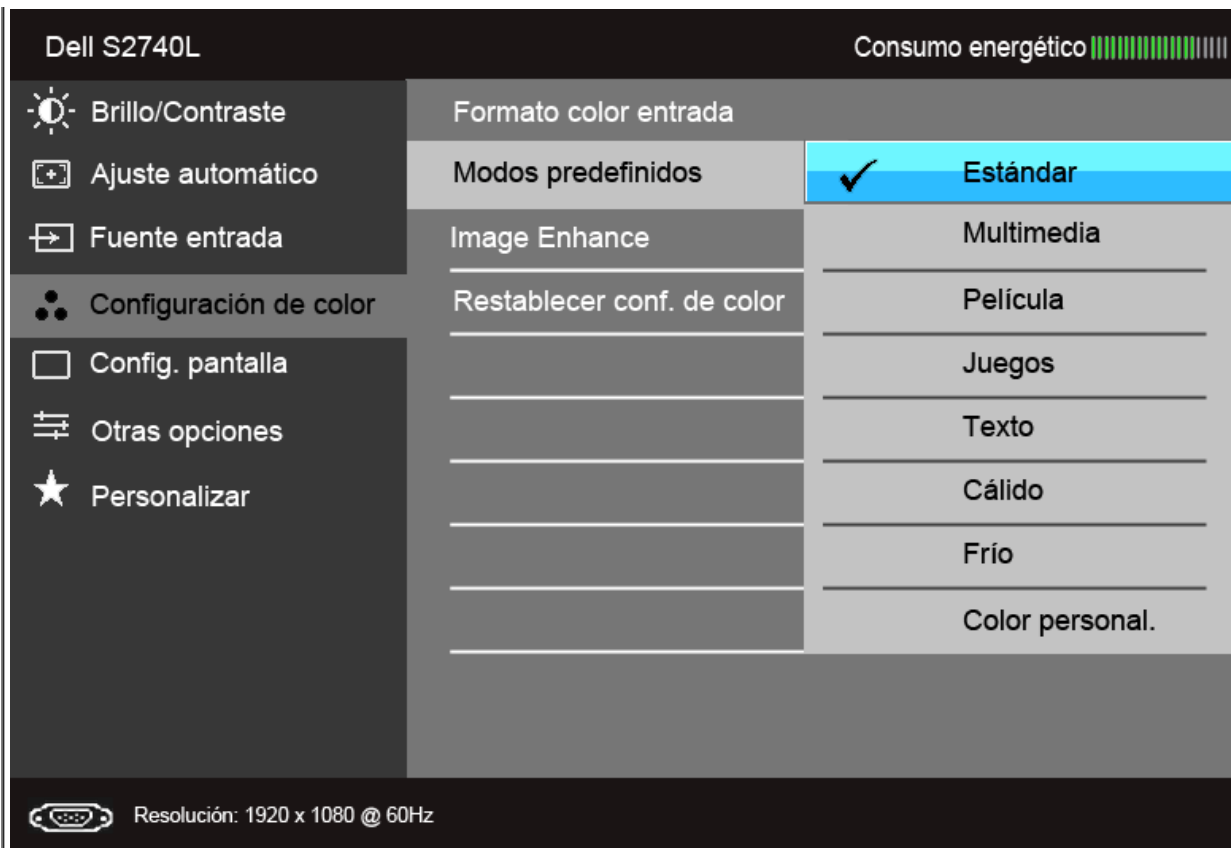 Dell S2740L
Consumo energético
Brillo/Contraste
Ajuste automático
Fuente entrada
Configuración de color
Config. pantalla
Otras opciones
Personalizar
Formato color entrada
Modos predefinidos
Image Enhance
Restablecer conf. de color
Estándar
Multimedia
Película
Juegos
Texto
Cálido
Frío
Color personal.
Resolución: 1920 x 1080 @ 60Hz